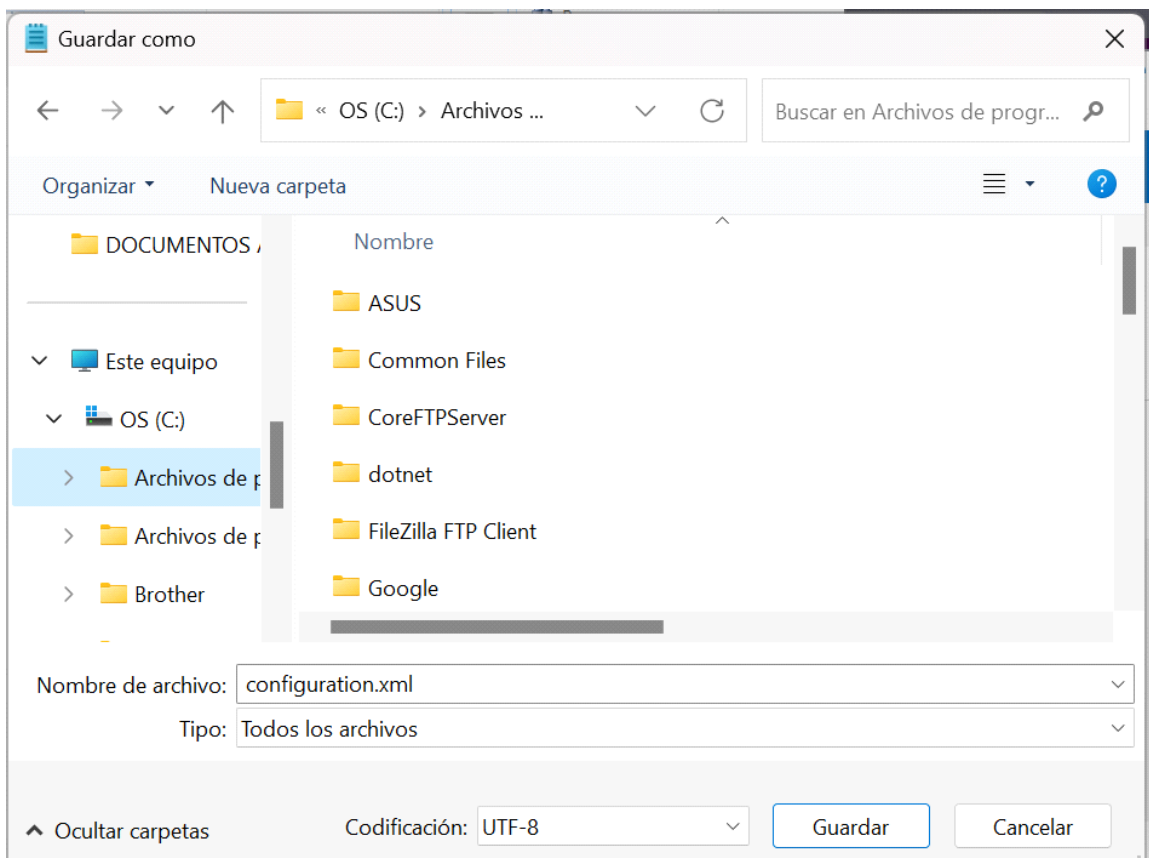 Guardar como
« OS (C:) › Archivos ...
Buscar en Archivos de progr...
Organizar
Nueva carpeta
DOCUMENTOS
Nombre
ASUS
Este equipo
Common Files
OS (C:)
CoreFTPServer
Archivos de p
dotnet
Archivos de p
FileZilla FTP Client
Brother
Google
Nombre de archivo: configuration.xml
Tipo: Todos los archivos
Ocultar carpetas
Codificación: UTF-8
Guardar
Cancelar